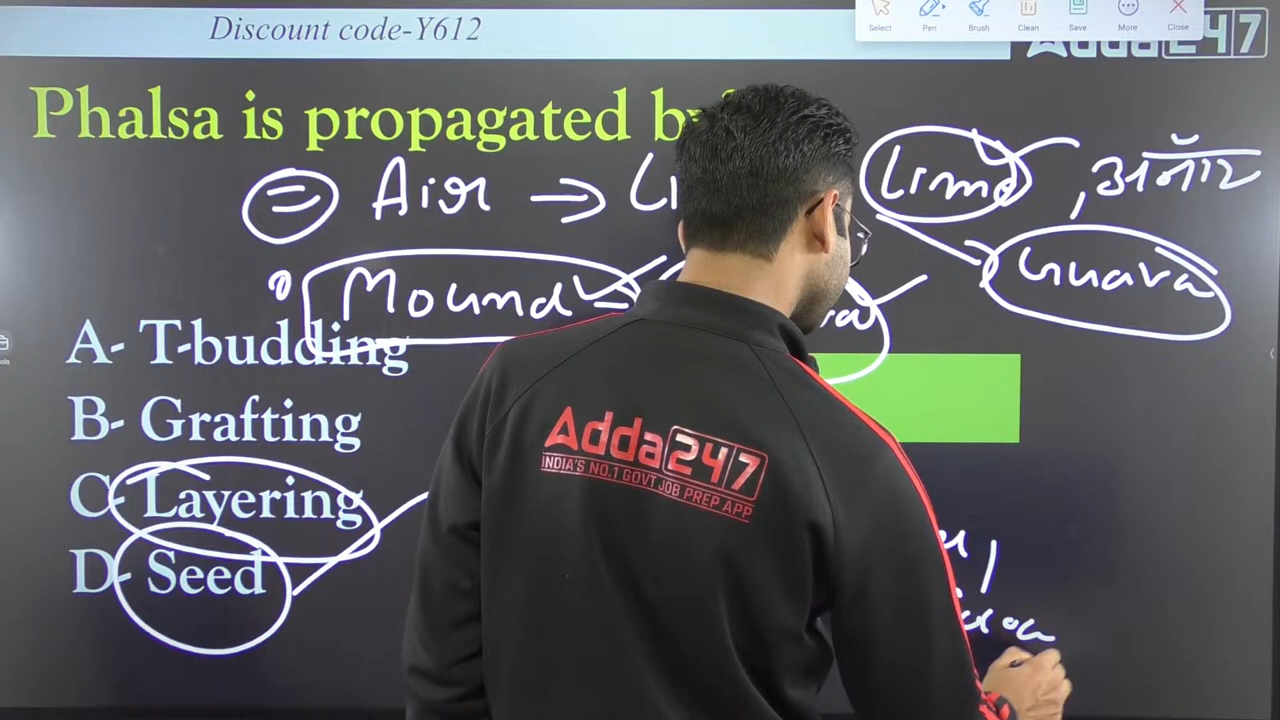 Select Pen Brush Clean Save More Close
Discount code-Y612
Adda247
Phalsa is propagated by
= Air → Li Lime , अनार
Mound = Guava
A- T-budding
B- Grafting
C- Layering
D- Seed
Adda247
INDIA'S NO.1 GOVT JOB PREP APP